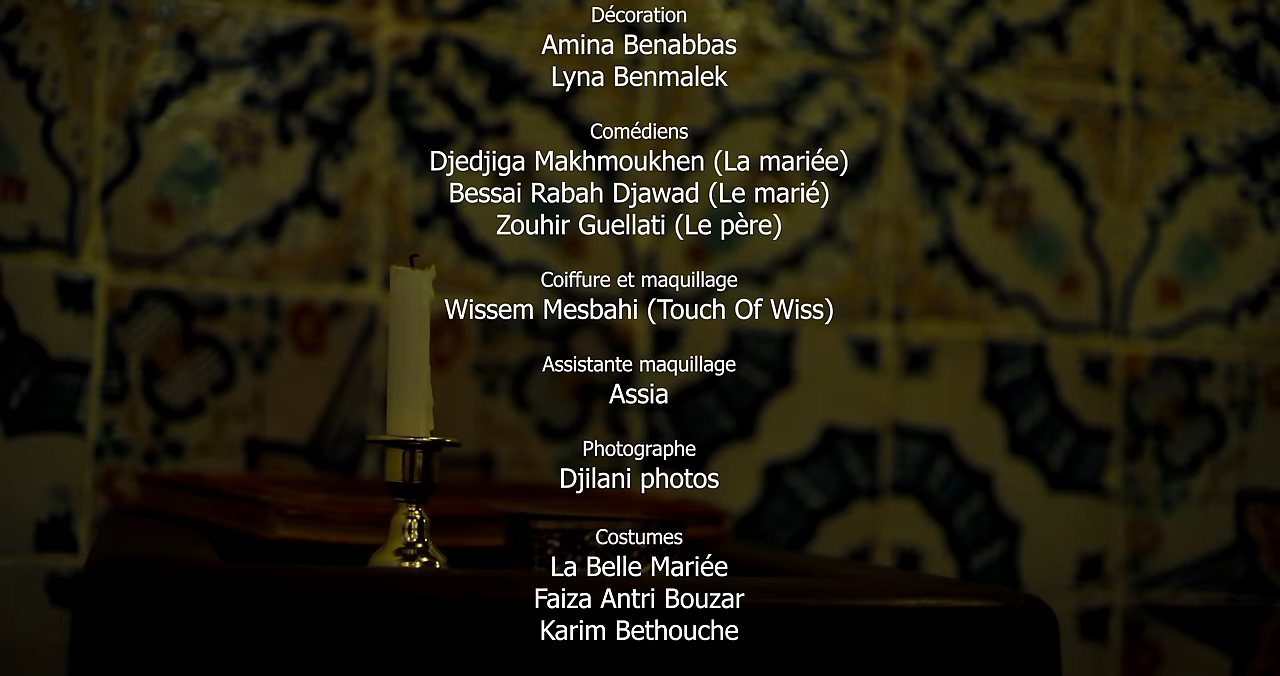 Décoration
Amina Benabbas
Lyna Benmalek
Comédiens
Djedjiga Makhmoukhen (La mariée)
Bessai Rabah Djawad (Le marié)
Zouhir Guellati (Le père)
Coiffure et maquillage
Wissem Mesbahi (Touch Of Wiss)
Assistante maquillage
Assia
Photographe
Djilani photos
Costumes
La Belle Mariée
Faiza Antri Bouzar
Karim Bethouche